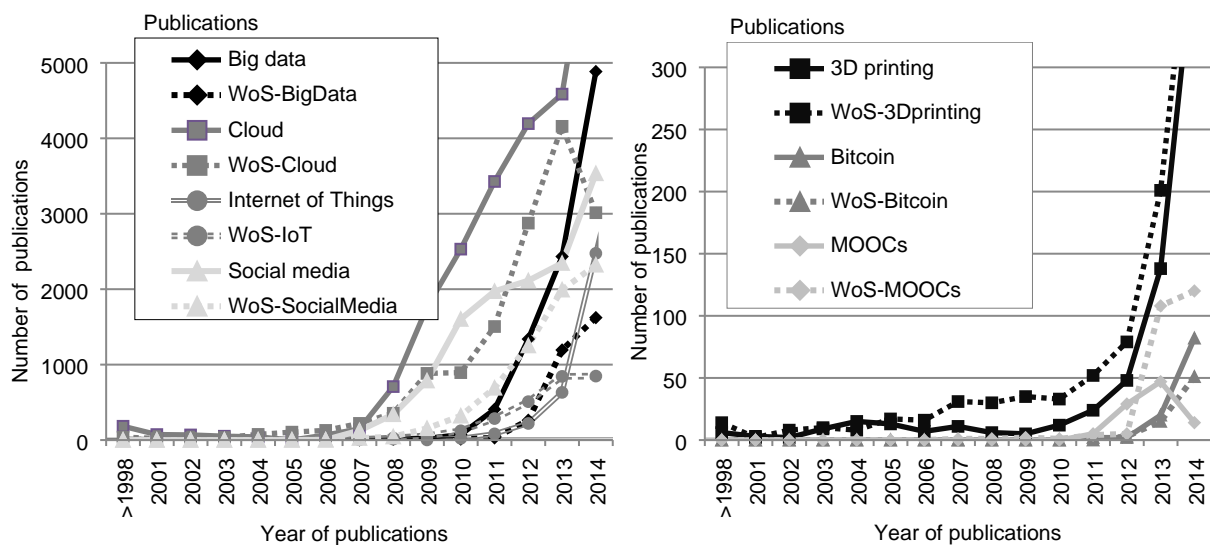 Publications
Big data
WoS-BigData
Cloud
WoS-Cloud
Internet of Things
WoS-IoT
Social media
WoS-SocialMedia
Number of publications
5000
4000
3000
2000
1000
0
>1998
2001
2002
2003
2004
2005
2006
2007
2008
2009
2010
2011
2012
2013
2014
Year of publications
Publications
3D printing
WoS-3Dprinting
Bitcoin
WoS-Bitcoin
MOOCs
WoS-MOOCs
Number of publications
300
250
200
150
100
50
0
>1998
2001
2002
2003
2004
2005
2006
2007
2008
2009
2010
2011
2012
2013
2014
Year of publications